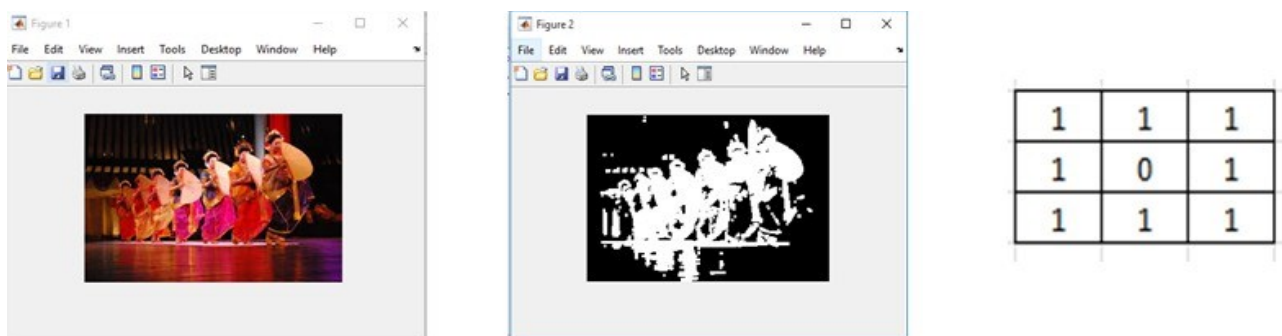 Figure 1
File Edit View Insert Tools Desktop Window Help
Figure 2
File Edit View Insert Tools Desktop Window Help
1 1 1
1 0 1
1 1 1